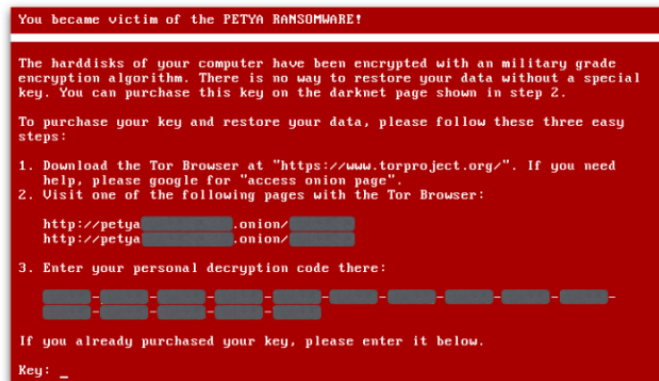 You became victim of the PETYA RANSOMWARE!
The harddisks of your computer have been encrypted with an military grade
encryption algorithm. There is no way to restore your data without a special
key. You can purchase this key on the darknet page shown in step 2.
To purchase your key and restore your data, please follow these three easy
steps:
1. Download the Tor Browser at "https://www.torproject.org/". If you need
help, please google for "access onion page".
2. Visit one of the following pages with the Tor Browser:
http://petya .onion/
http://petya .onion/
3. Enter your personal decryption code there:
- - - - - - - - - -
- - - -
If you already purchased your key, please enter it below.
Key: _